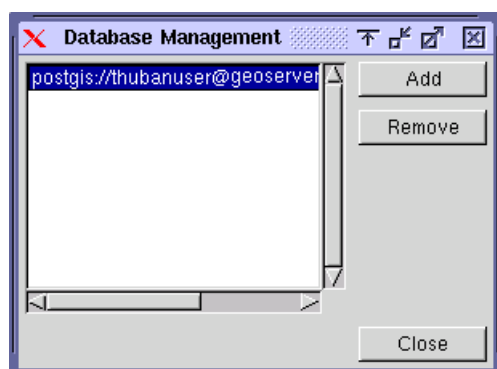 Database Management
postgis://thubanuser@geoserver
Add
Remove
Close